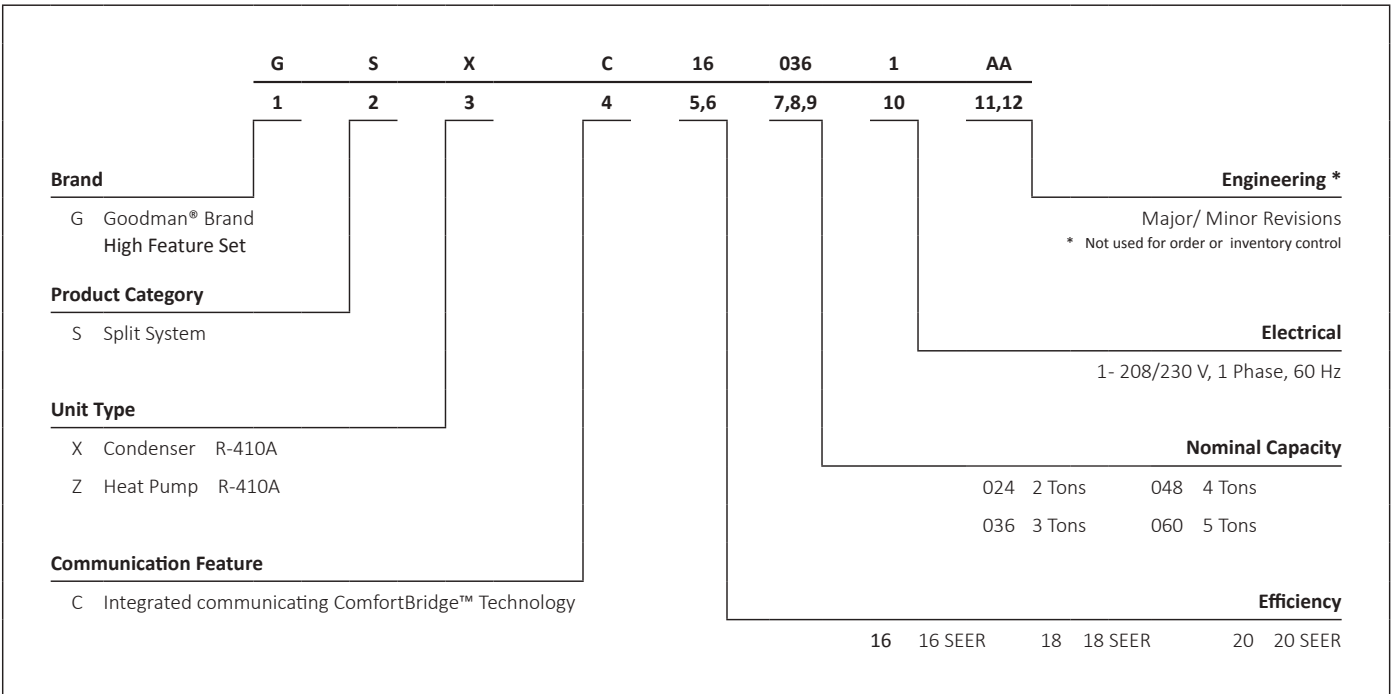 G S X C 16 036 1 AA
1 2 3 4 5,6 7,8,9 10 11,12
Brand
G Goodman® Brand
High Feature Set
Product Category
S Split System
Unit Type
X Condenser R-410A
Z Heat Pump R-410A
Communication Feature
C Integrated communicating ComfortBridge™ Technology
Engineering *
Major/ Minor Revisions
* Not used for order or inventory control
Electrical
1- 208/230 V, 1 Phase, 60 Hz
Nominal Capacity
024 2 Tons 048 4 Tons
036 3 Tons 060 5 Tons
Efficiency
16 16 SEER 18 18 SEER 20 20 SEER